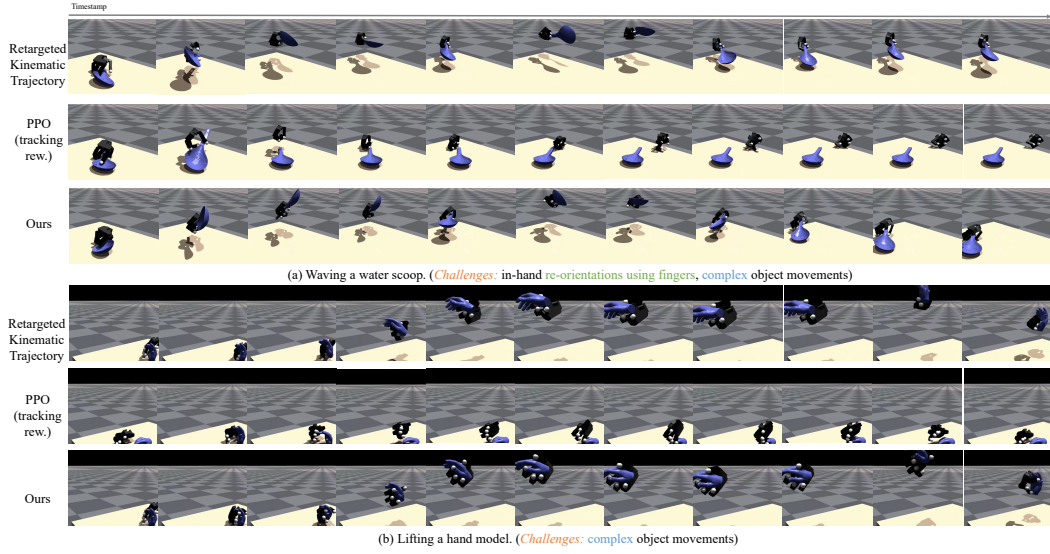 Timestamp
Retargeted
Kinematic
Trajectory
PPO
(tracking
rew.)
Ours
(a) Waving a water scoop. (Challenges: in-hand re-orientations using fingers, complex object movements)
Retargeted
Kinematic
Trajectory
PPO
(tracking
rew.)
Ours
(b) Lifting a hand model. (Challenges: complex object movements)